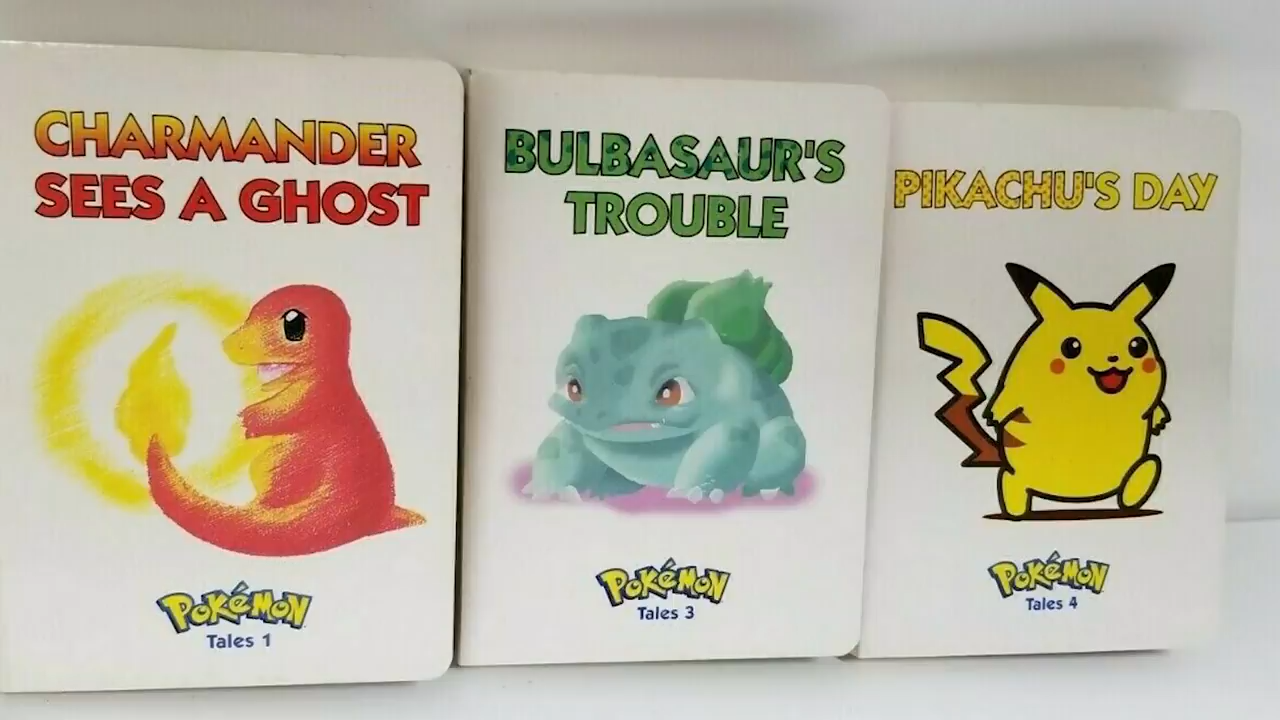 CHARMANDER
SEES A GHOST
POKéMON
Tales 1
BULBASAUR'S
TROUBLE
POKéMON
Tales 3
PIKACHU'S DAY
POKéMON
Tales 4